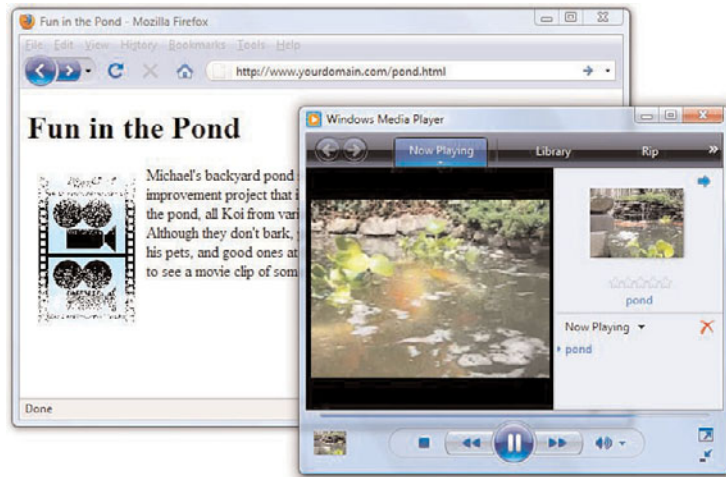 Fun in the Pond - Mozilla Firefox
File Edit View History Bookmarks Tools Help
http://www.yourdomain.com/pond.html
Fun in the Pond
Michael's backyard pond
improvement project that
the pond, all Koi from
Although they don't bark,
his pets, and good ones at
to see a movie clip of
Done
Windows Media Player
Now Playing Library Rip »
pond
Now Playing
pond